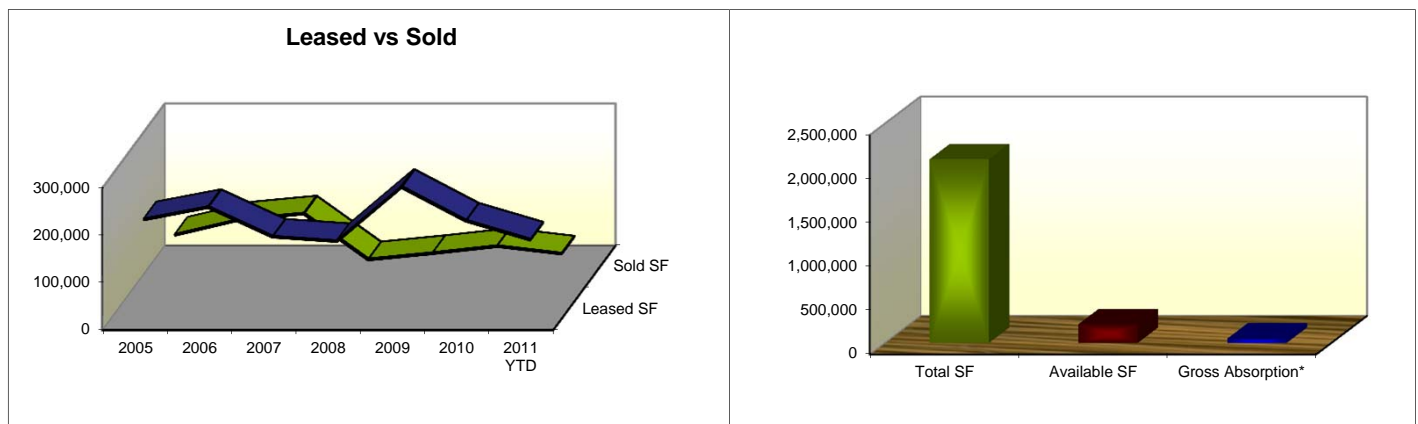 Leased vs Sold
300,000
200,000
100,000
0
2005
2006
2007
2008
2009
2010
2011
YTD
Sold SF
Leased SF
2,500,000
2,000,000
1,500,000
1,000,000
500,000
0
Total SF
Available SF
Gross Absorption*